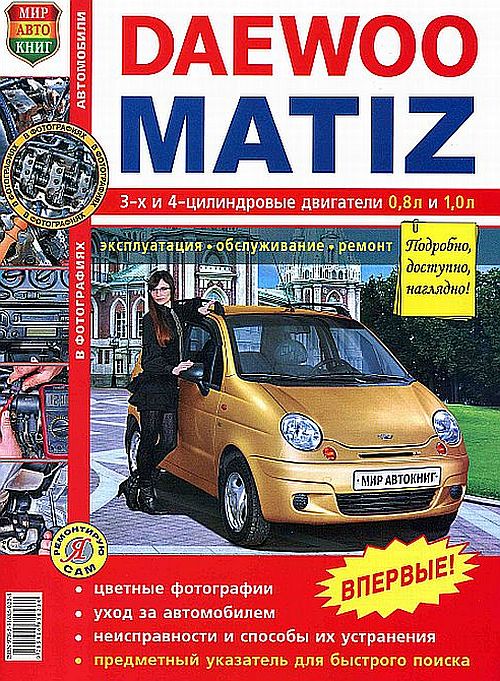 МИР
АВТО
КНИГ
АВТОМОБИЛИ
В ФОТОГРАФИЯХ
DAEWOO
MATIZ
3-х и 4-цилиндровые двигатели 0,8л и 1,0л
эксплуатация • обслуживание • ремонт
Подробно,
доступно,
наглядно!
В ФОТОГРАФИЯХ
В ФОТОГРАФИЯХ
МИР АВТОКНИГ
РЕМОНТИРУЮ
Я
САМ
ВПЕРВЫЕ!
• цветные фотографии
• уход за автомобилем
• неисправности и способы их устранения
• предметный указатель для быстрого поиска